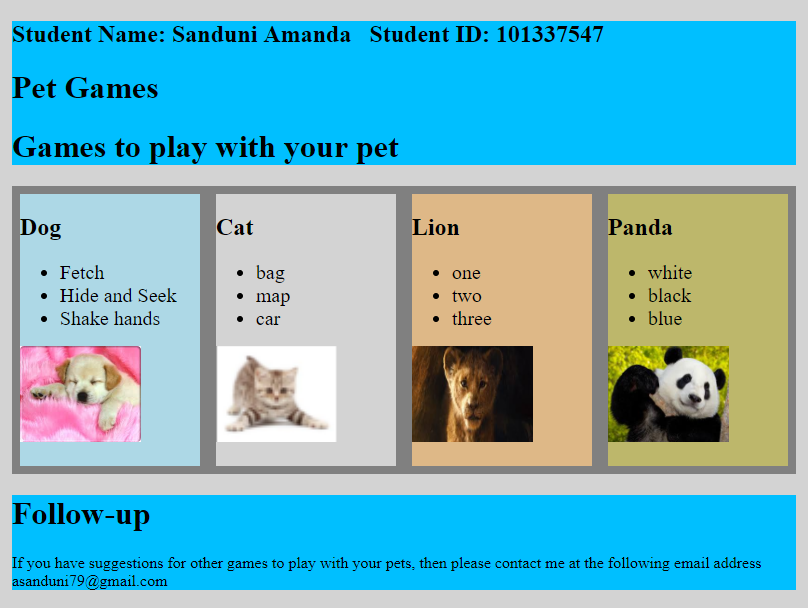 Student Name: Sanduni Amanda   Student ID: 101337547
Pet Games
Games to play with your pet
Dog
Fetch
Hide and Seek
Shake hands
Cat
bag
map
car
Lion
one
two
three
Panda
white
black
blue
Follow-up
If you have suggestions for other games to play with your pets, then please contact me at the following email address
asanduni79@gmail.com